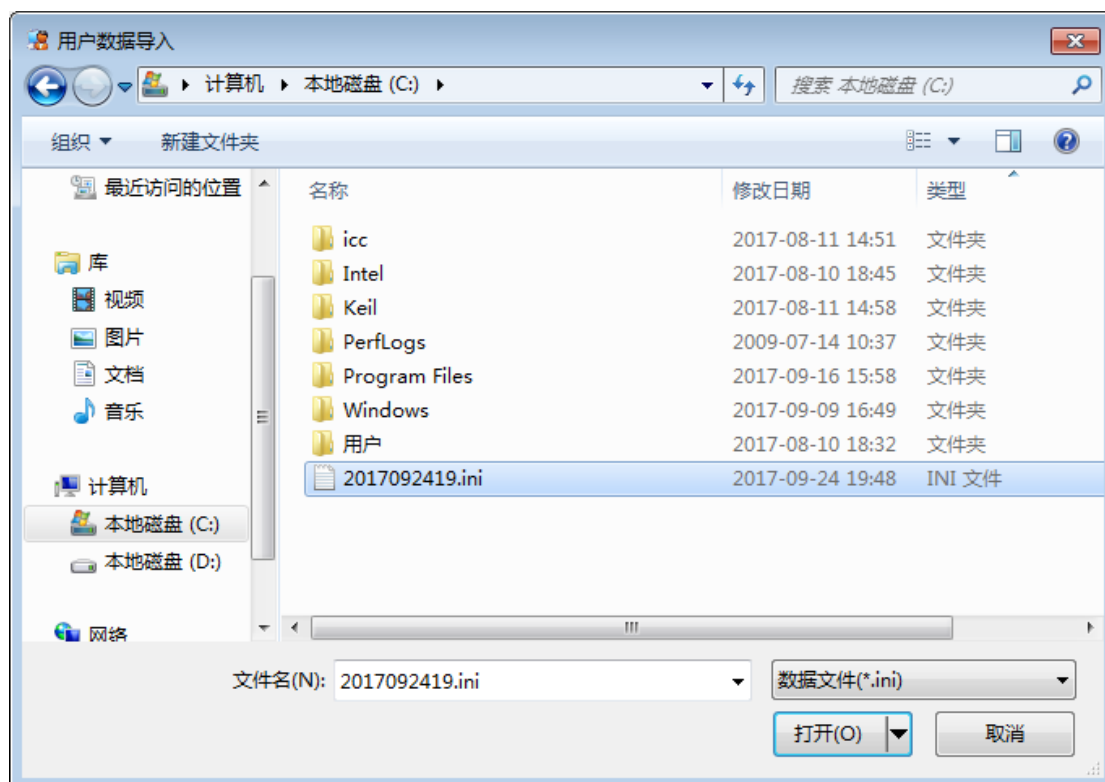 用户数据导入
计算机 本地磁盘 (C:) 搜索 本地磁盘 (C:)
组织 新建文件夹
最近访问的位置
库
视频
图片
文档
音乐
计算机
本地磁盘 (C:)
本地磁盘 (D:)
网络
名称 修改日期 类型
icc 2017-08-11 14:51 文件夹
Intel 2017-08-10 18:45 文件夹
Keil 2017-08-11 14:58 文件夹
PerfLogs 2009-07-14 10:37 文件夹
Program Files 2017-09-16 15:58 文件夹
Windows 2017-09-09 16:49 文件夹
用户 2017-08-10 18:32 文件夹
2017092419.ini 2017-09-24 19:48 INI 文件
文件名(N): 2017092419.ini 数据文件(*.ini)
打开(O) 取消